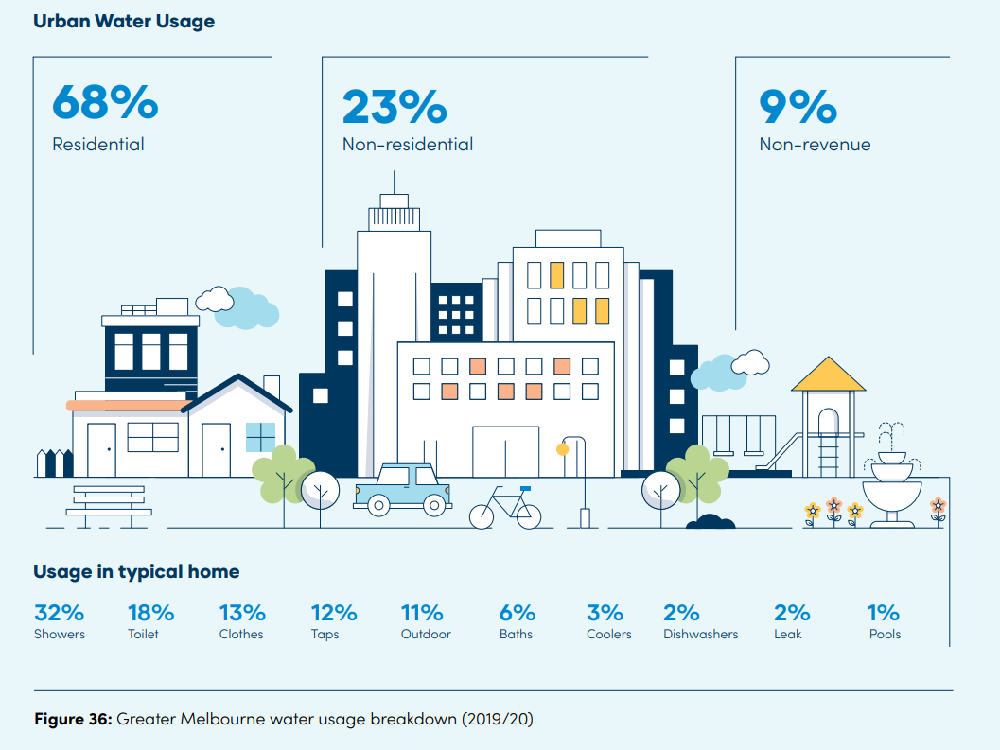 Urban Water Usage
68%
Residential
23%
Non-residential
9%
Non-revenue
Usage in typical home
32% 18% 13% 12% 11% 6% 3% 2% 2% 1%
Showers Toilet Clothes Taps Outdoor Baths Coolers Dishwashers Leak Pools
Figure 36: Greater Melbourne water usage breakdown (2019/20)